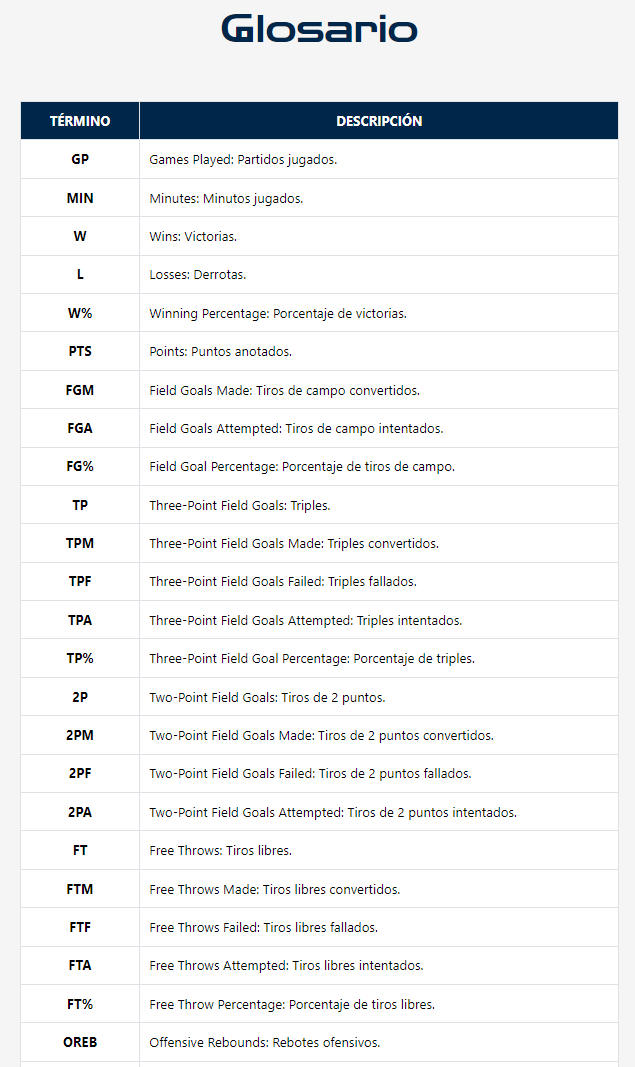 Glosario
TÉRMINO DESCRIPCIÓN
GP Games Played: Partidos jugados.
MIN Minutes: Minutos jugados.
W Wins: Victorias.
L Losses: Derrotas.
W% Winning Percentage: Porcentaje de victorias.
PTS Points: Puntos anotados.
FGM Field Goals Made: Tiros de campo convertidos.
FGA Field Goals Attempted: Tiros de campo intentados.
FG% Field Goal Percentage: Porcentaje de tiros de campo.
TP Three-Point Field Goals: Triples.
TPM Three-Point Field Goals Made: Triples convertidos.
TPF Three-Point Field Goals Failed: Triples fallados.
TPA Three-Point Field Goals Attempted: Triples intentados.
TP% Three-Point Field Goal Percentage: Porcentaje de triples.
2P Two-Point Field Goals: Tiros de 2 puntos.
2PM Two-Point Field Goals Made: Tiros de 2 puntos convertidos.
2PF Two-Point Field Goals Failed: Tiros de 2 puntos fallados.
2PA Two-Point Field Goals Attempted: Tiros de 2 puntos intentados.
FT Free Throws: Tiros libres.
FTM Free Throws Made: Tiros libres convertidos.
FTF Free Throws Failed: Tiros libres fallados.
FTA Free Throws Attempted: Tiros libres intentados.
FT% Free Throw Percentage: Porcentaje de tiros libres.
OREB Offensive Rebounds: Rebotes ofensivos.